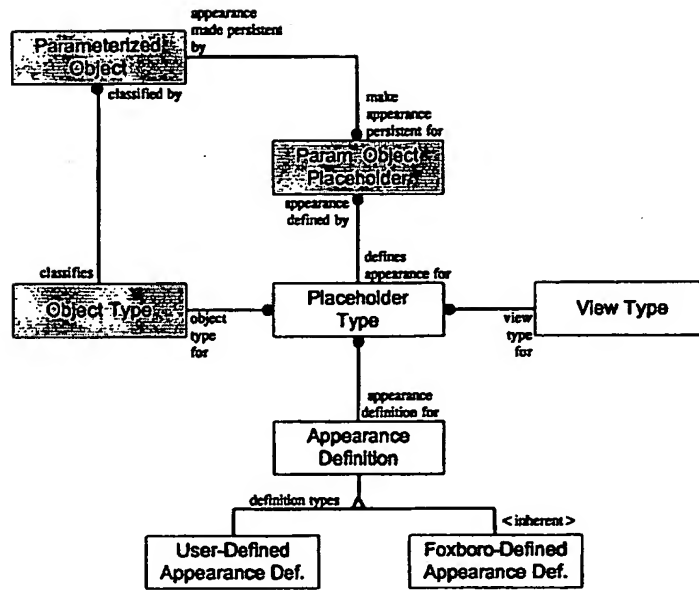 appearance
made persistent
by
Parameterized
Object
classified by
make
appearance
persistent for
Param. Object
Placeholder
appearance
defined by
classifies
defines
appearance for
Object Type
object
type
for
Placeholder
Type
view
type
for
View Type
appearance
definition for
Appearance
Definition
definition types
< inherent >
User-Defined
Appearance Def.
Foxboro-Defined
Appearance Def.